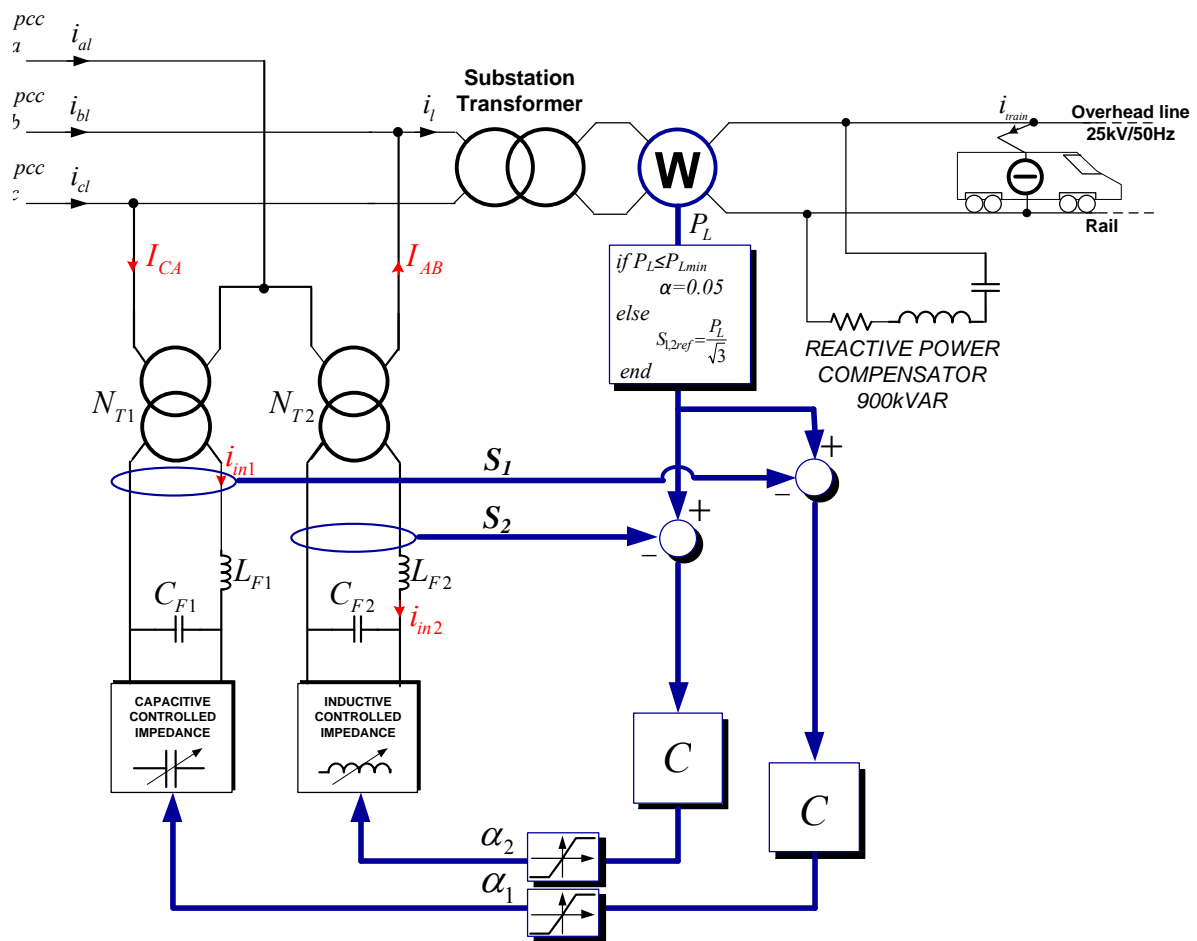 pcc
a
i_al
pcc
b
i_bl
i_l
pcc
c
i_cl
Substation
Transformer
W
P_L
i_train
Overhead line
25kV/50Hz
Rail
I_CA
I_AB
if P_L≤P_Lmin
α=0.05
else
S_1,2ref=P_L/√3
end
REACTIVE POWER
COMPENSATOR
900kVAR
N_T1
N_T2
i_in1
S_1
+
−
S_2
+
−
L_F1
L_F2
C_F1
C_F2
i_in2
CAPACITIVE
CONTROLLED
IMPEDANCE
INDUCTIVE
CONTROLLED
IMPEDANCE
C
C
α_2
α_1